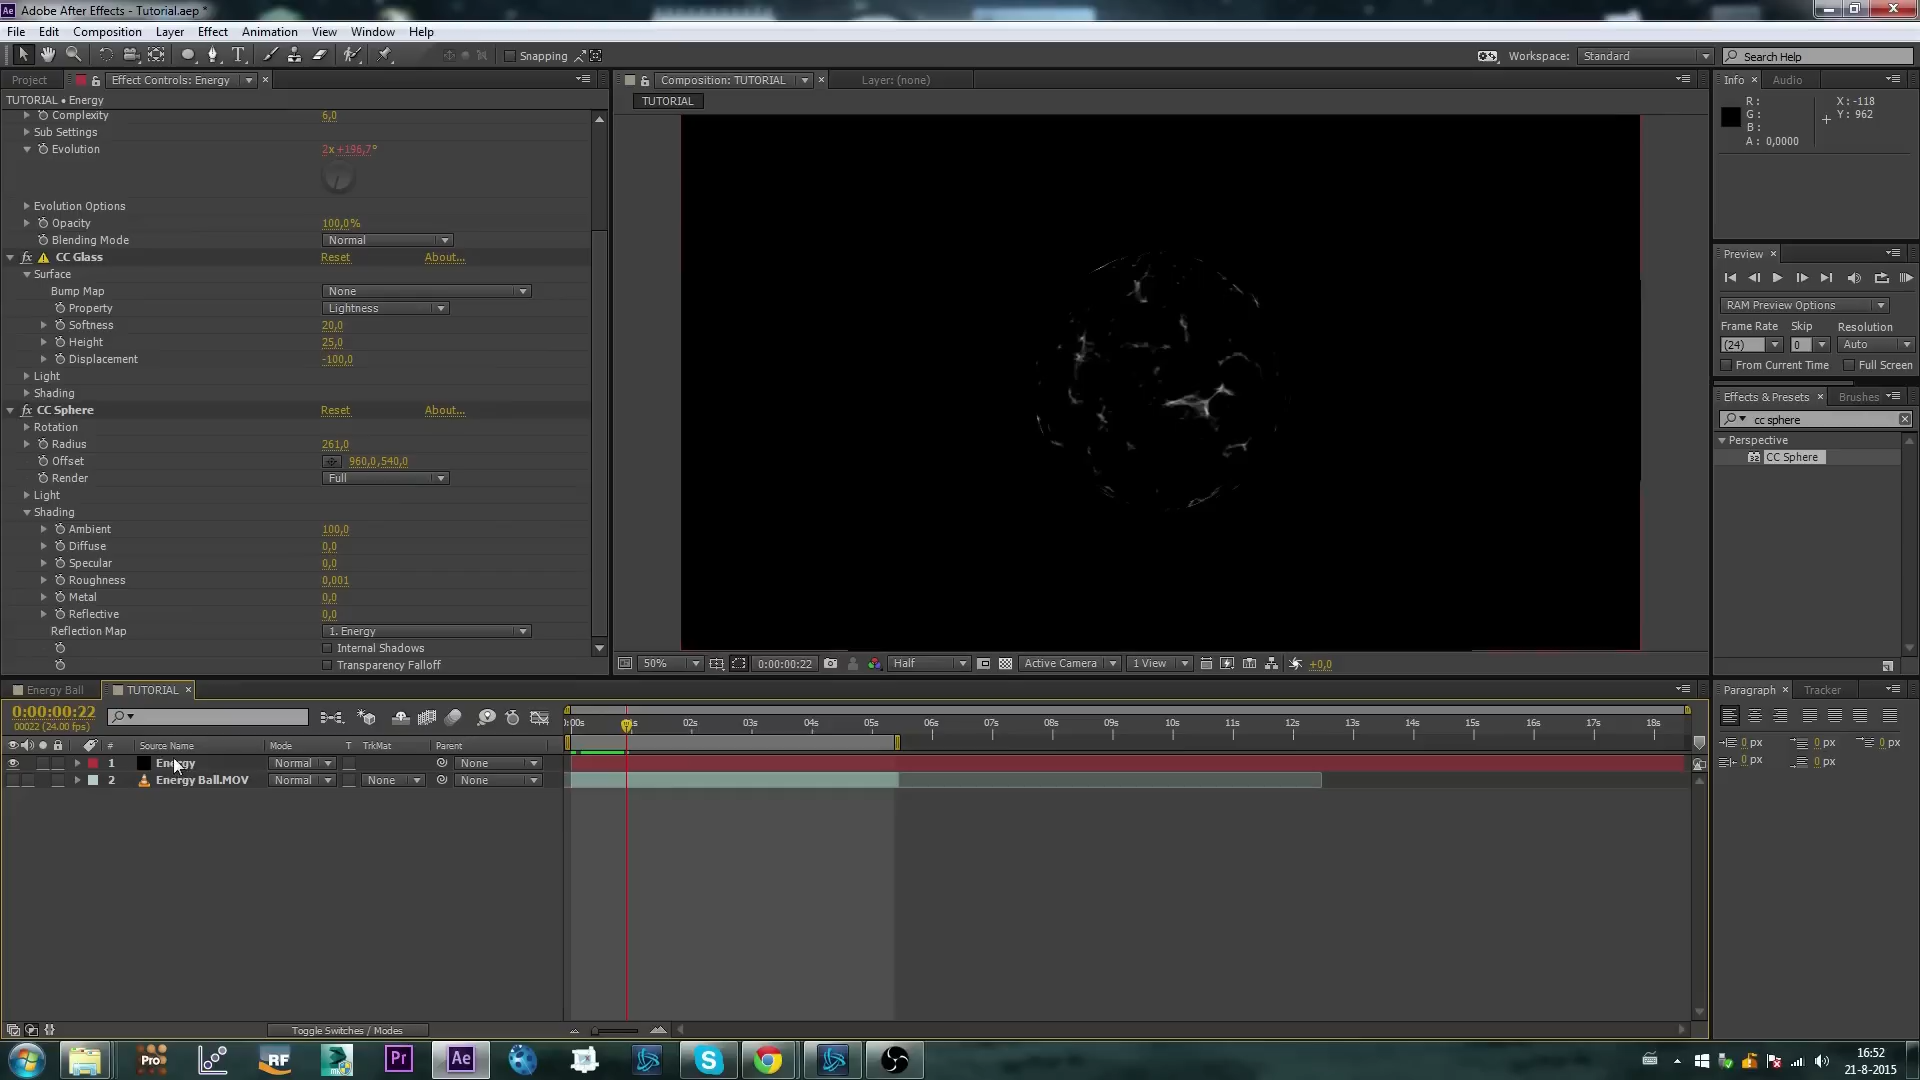 Adobe After Effects - Tutorial.aep *
File Edit Composition Layer Effect Animation View Window Help
Snapping
Workspace: Standard
Search Help
Project
Effect Controls: Energy
TUTORIAL • Energy
Complexity 6,0
Sub Settings
Evolution 2x +196,7°
Evolution Options
Opacity 100,0%
Blending Mode Normal
fx CC Glass Reset About...
Surface
Bump Map None
Property Lightness
Softness 20,0
Height 25,0
Displacement -100,0
Light
Shading
fx CC Sphere Reset About...
Rotation
Radius 261,0
Offset 960,0,540,0
Render Full
Light
Shading
Ambient 100,0
Diffuse 0,0
Specular 0,0
Roughness 0,001
Metal 0,0
Reflective 0,0
Reflection Map 1. Energy
Internal Shadows
Transparency Falloff
Composition: TUTORIAL
Layer: (none)
TUTORIAL
50%
0:00:00:22
Half
Active Camera
1 View
+0,0
Info Audio
R: X: -118
G: Y: 962
B:
A: 0,0000
Preview
RAM Preview Options
Frame Rate Skip Resolution
(24) 0 Auto
From Current Time Full Screen
Effects & Presets Brushes
cc sphere
Perspective
CC Sphere
Paragraph Tracker
0 px 0 px 0 px
0 px 0 px
Energy Ball TUTORIAL
0:00:00:22
00022 (24.00 fps)
# Source Name Mode T TrkMat Parent
1 Energy Normal None
2 Energy Ball.MOV Normal None None
02s 03s 04s 05s 06s 07s 08s 09s 10s 11s 12s 13s 14s 15s 16s 17s 18s
Toggle Switches / Modes
Pro
RF
Pr
Ae
16:52
21-8-2015